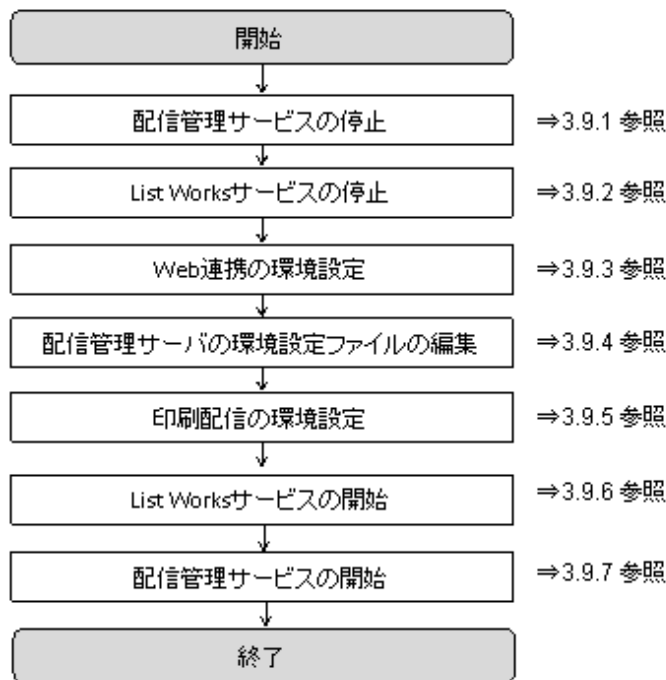 開始
配信管理サービスの停止 ⇒3.9.1 参照
List Worksサービスの停止 ⇒3.9.2 参照
Web連携の環境設定 ⇒3.9.3 参照
配信管理サーバの環境設定ファイルの編集 ⇒3.9.4 参照
印刷配信の環境設定 ⇒3.9.5 参照
List Worksサービスの開始 ⇒3.9.6 参照
配信管理サービスの開始 ⇒3.9.7 参照
終了